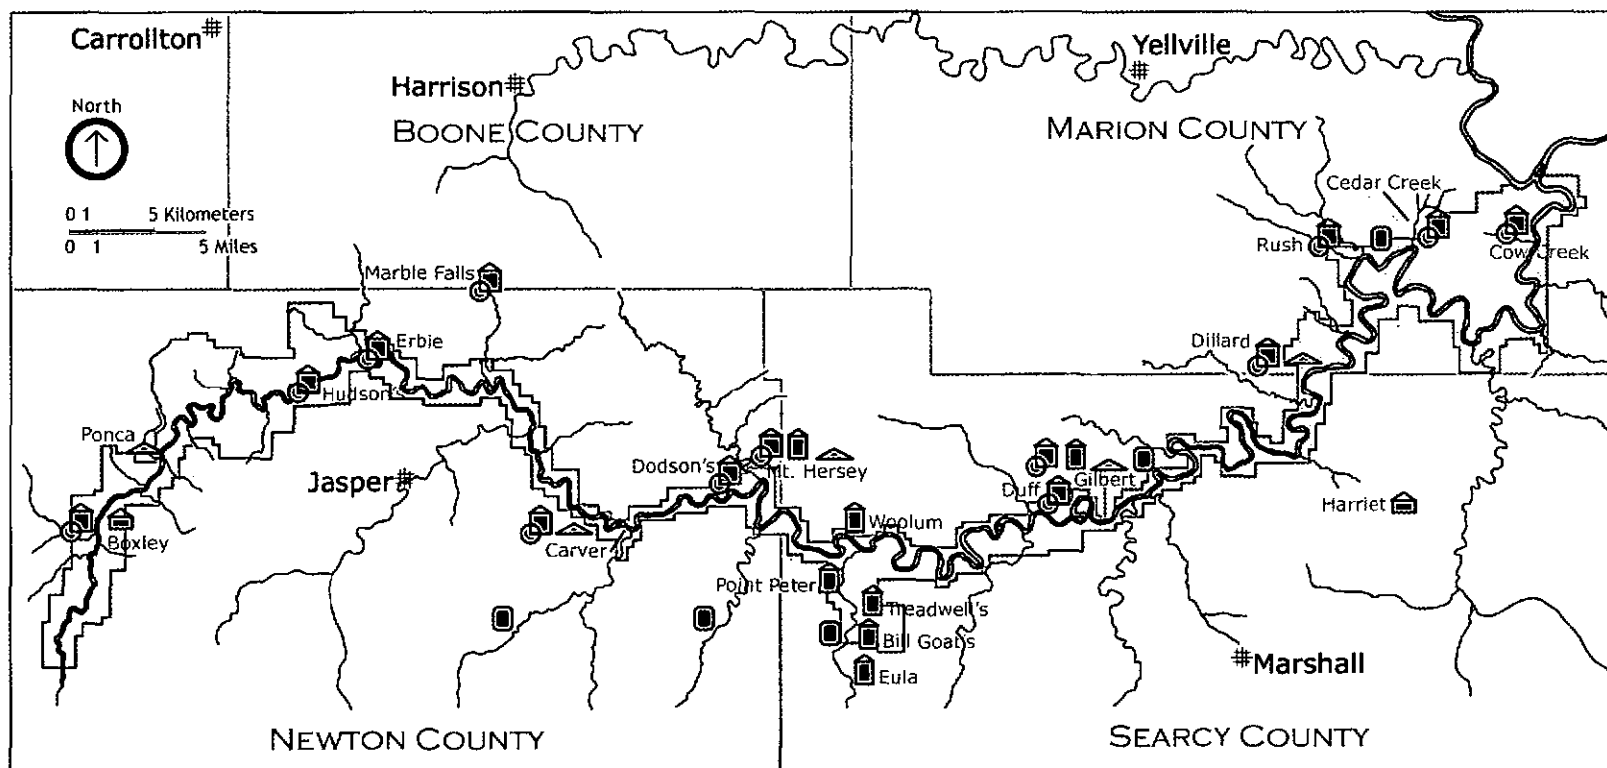 Carrollton
Yellville
Harrison
North
BOONE COUNTY
MARION COUNTY
Cedar Creek
0 1 5 Kilometers
0 1 5 Miles
Rush
Cow Creek
Marble Falls
Erbie
Dillard
Hudson's
Ponca
Jasper
Dodson's
Mt. Hersey
Duff
Gilbert
Harriet
Boxley
Carver
Woolum
Point Peter
Treadwell's
Bill Goat's
Marshall
Eula
NEWTON COUNTY
SEARCY COUNTY